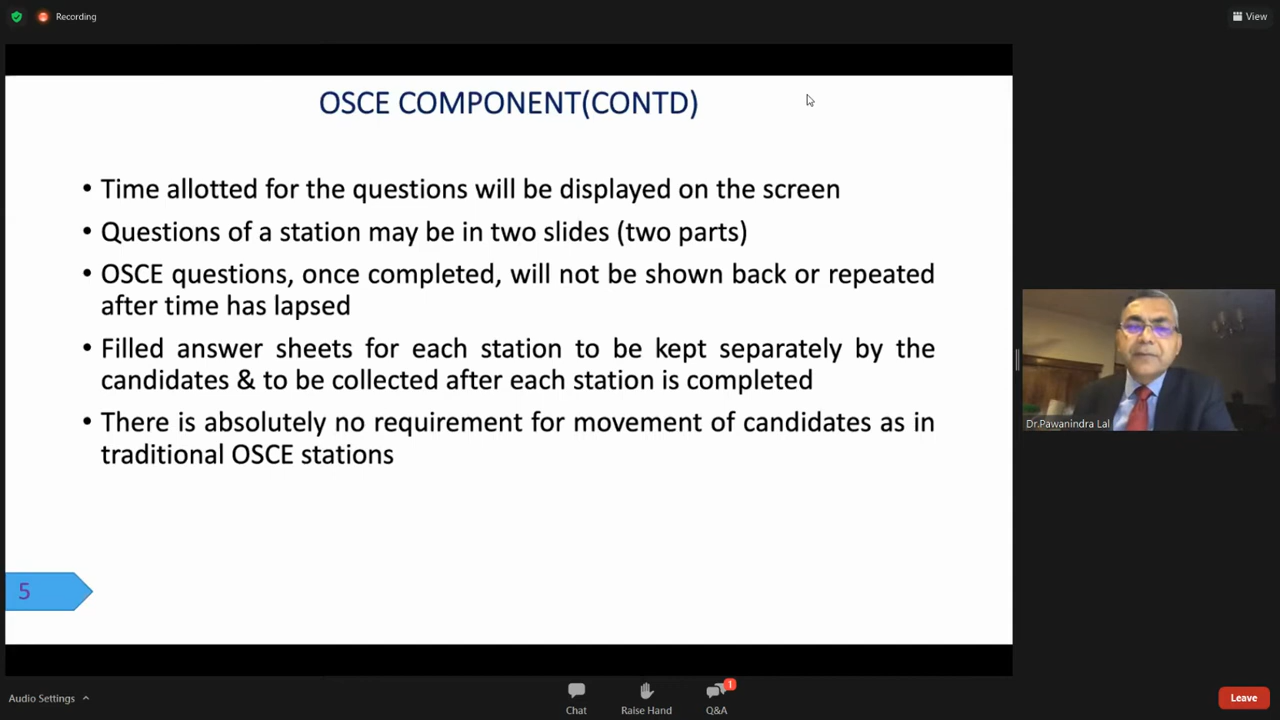 Recording
View
OSCE COMPONENT(CONTD)
• Time allotted for the questions will be displayed on the screen
• Questions of a station may be in two slides (two parts)
• OSCE questions, once completed, will not be shown back or repeated
after time has lapsed
• Filled answer sheets for each station to be kept separately by the
candidates & to be collected after each station is completed
• There is absolutely no requirement for movement of candidates as in
traditional OSCE stations
5
Dr.Pawanindra Lal
Audio Settings
Chat
Raise Hand
1
Q&A
Leave